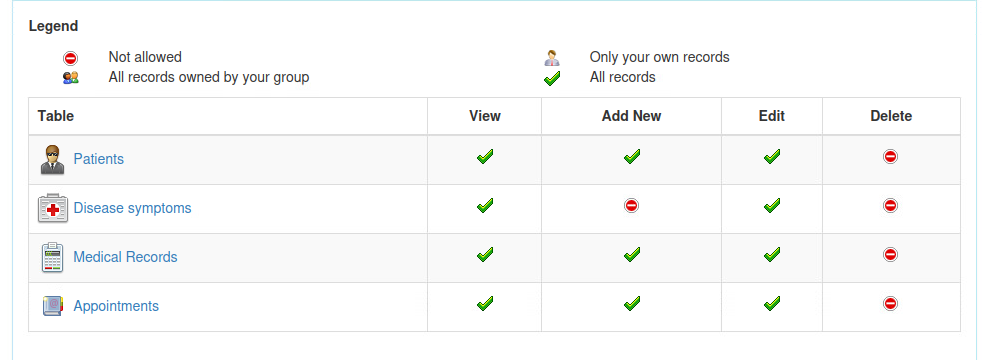 Legend
Not allowed
Only your own records
All records owned by your group
All records
Table View Add New Edit Delete
Patients
Disease symptoms
Medical Records
Appointments